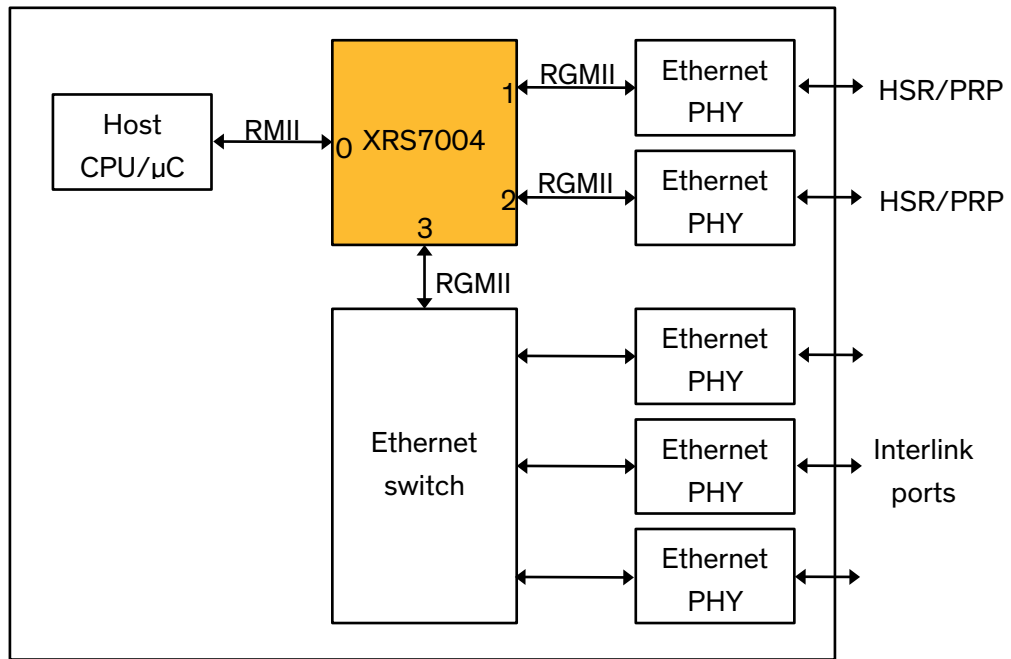 Host
CPU/µC
RMII
0
XRS7004
1
2
3
RGMII
Ethernet
PHY
HSR/PRP
RGMII
Ethernet
PHY
HSR/PRP
RGMII
Ethernet
switch
Ethernet
PHY
Ethernet
PHY
Ethernet
PHY
Interlink
ports